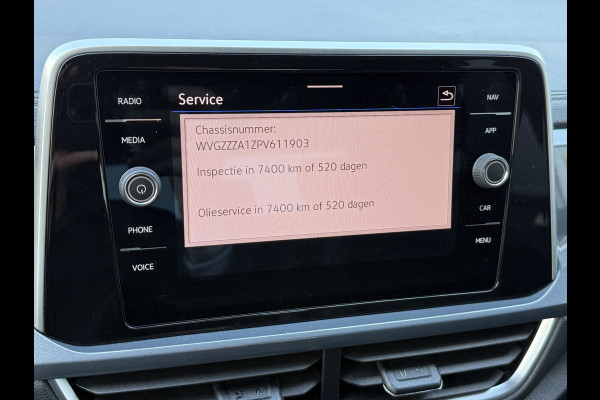 RADIO
Service
NAV
MEDIA
APP
Chassisnummer:
WVGZZZA1ZPV611903
Inspectie in 7400 km of 520 dagen
Olieservice in 7400 km of 520 dagen
PHONE
CAR
VOICE
MENU